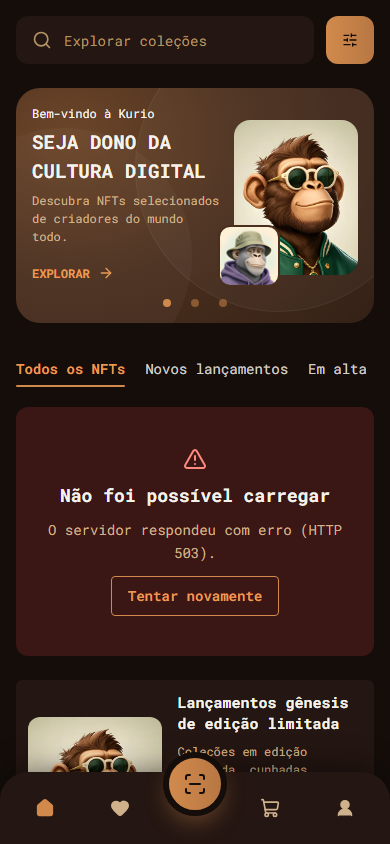 Explorar coleções
Bem-vindo à Kurio
SEJA DONO DA
CULTURA DIGITAL
Descubra NFTs selecionados
de criadores do mundo
todo.
EXPLORAR
Todos os NFTs Novos lançamentos Em alta
Não foi possível carregar
O servidor respondeu com erro (HTTP
503).
Tentar novamente
Lançamentos gênesis
de edição limitada
Coleções em edição
cunhadas